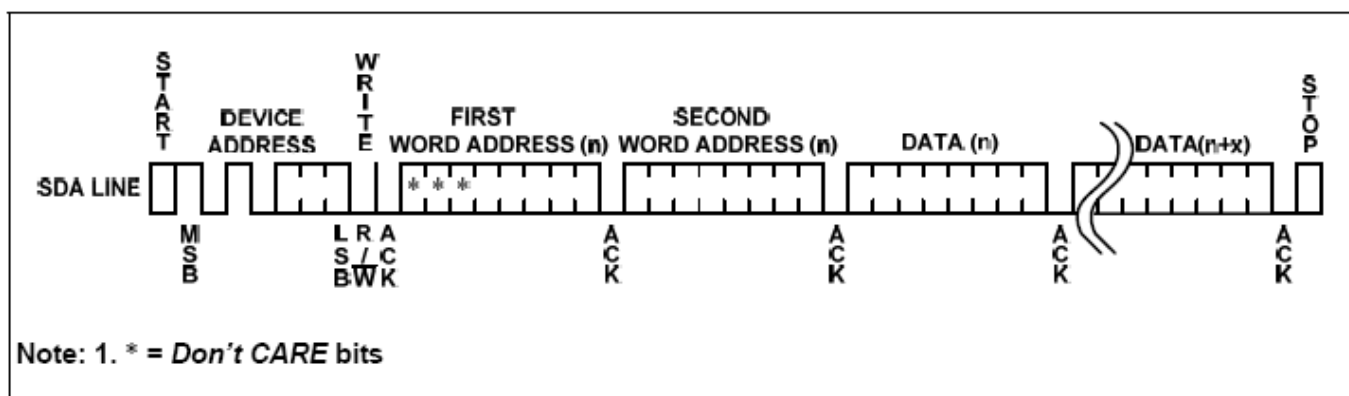 START
WRITE
STOP
DEVICE ADDRESS
FIRST WORD ADDRESS (n)
SECOND WORD ADDRESS (n)
DATA (n)
DATA(n+x)
SDA LINE
* * *
MSB
LSB
R/W
ACK
ACK
ACK
ACK
ACK
Note: 1. * = Don't CARE bits